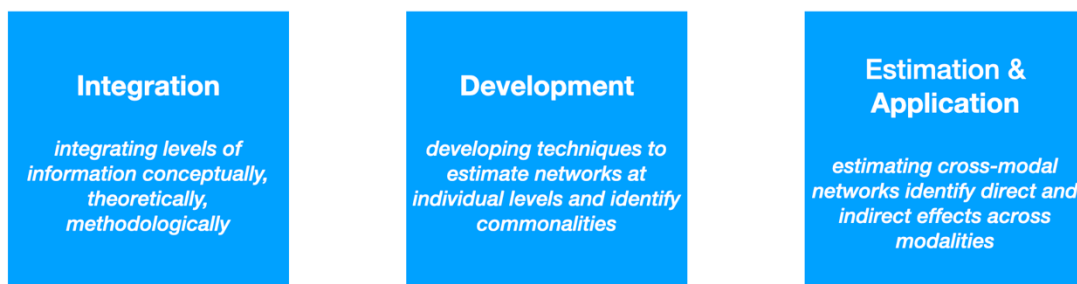 Integration
integrating levels of
information conceptually,
theoretically,
methodologically
Development
developing techniques to
estimate networks at
individual levels and identify
commonalities
Estimation &
Application
estimating cross-modal
networks identify direct and
indirect effects across
modalities